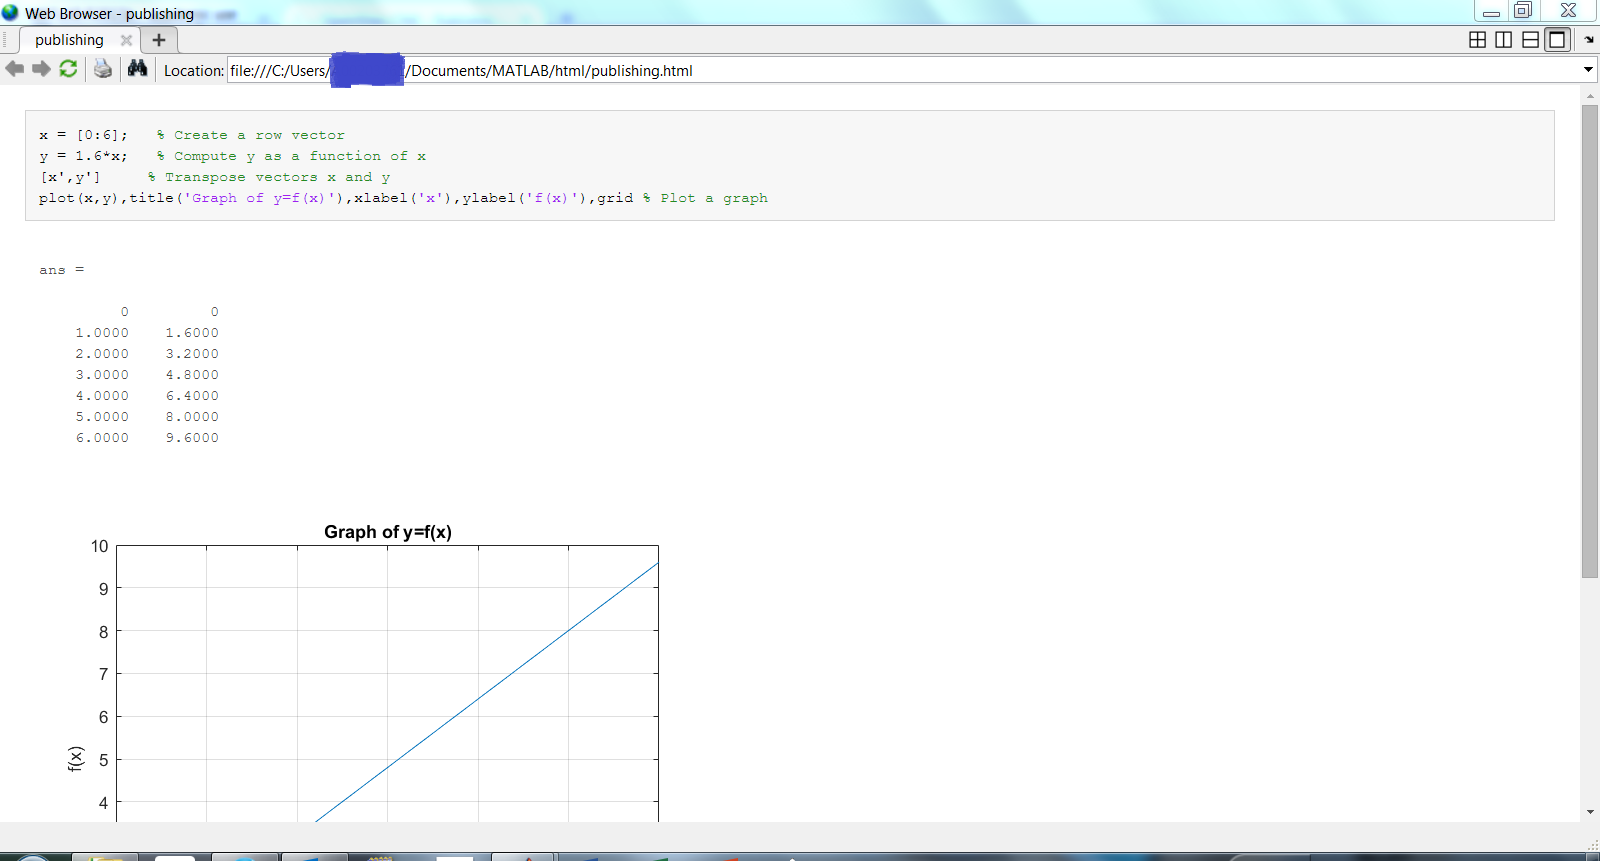 Web Browser - publishing
publishing
Location: file:///C:/Users/ /Documents/MATLAB/html/publishing.html
x = [0:6];   % Create a row vector
y = 1.6*x;   % Compute y as a function of x
[x',y']     % Transpose vectors x and y
plot(x,y),title('Graph of y=f(x)'),xlabel('x'),ylabel('f(x)'),grid % Plot a graph
ans =
0 0
1.0000 1.6000
2.0000 3.2000
3.0000 4.8000
4.0000 6.4000
5.0000 8.0000
6.0000 9.6000
Graph of y=f(x)
10
9
8
7
6
f(x)
5
4